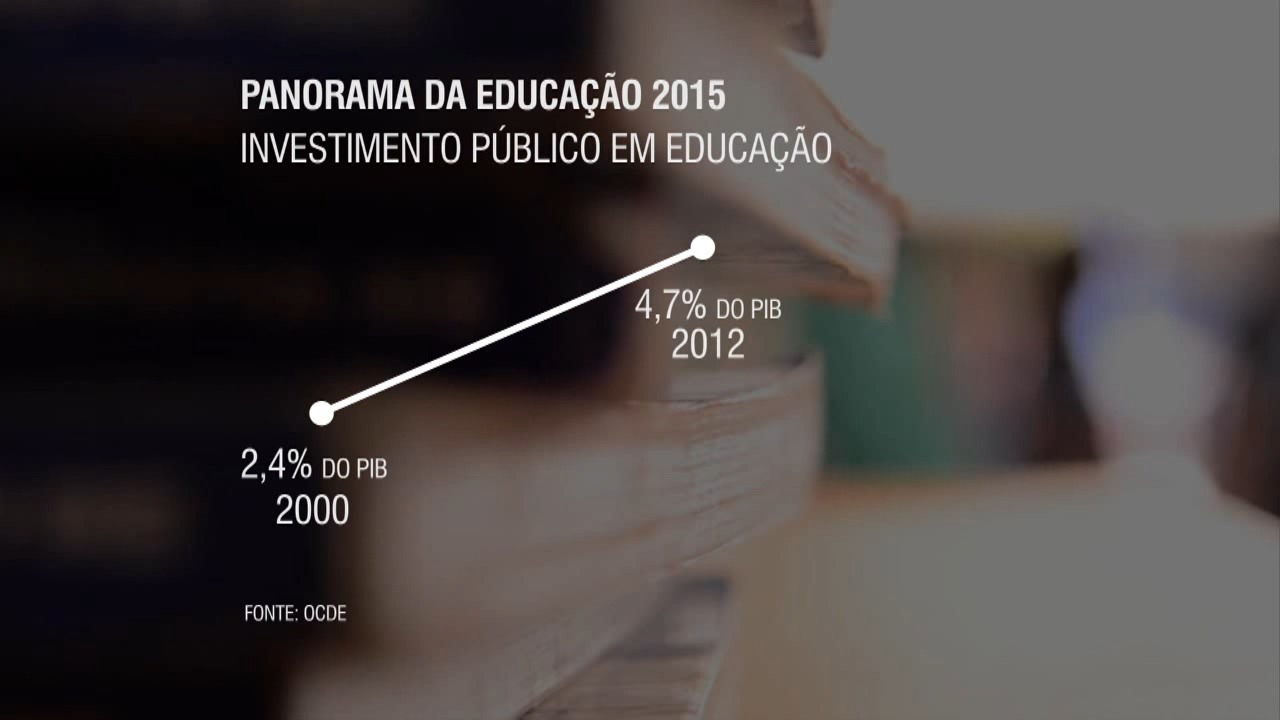 PANORAMA DA EDUCAÇÃO 2015
INVESTIMENTO PÚBLICO EM EDUCAÇÃO
4,7% DO PIB
2012
2,4% DO PIB
2000
FONTE: OCDE